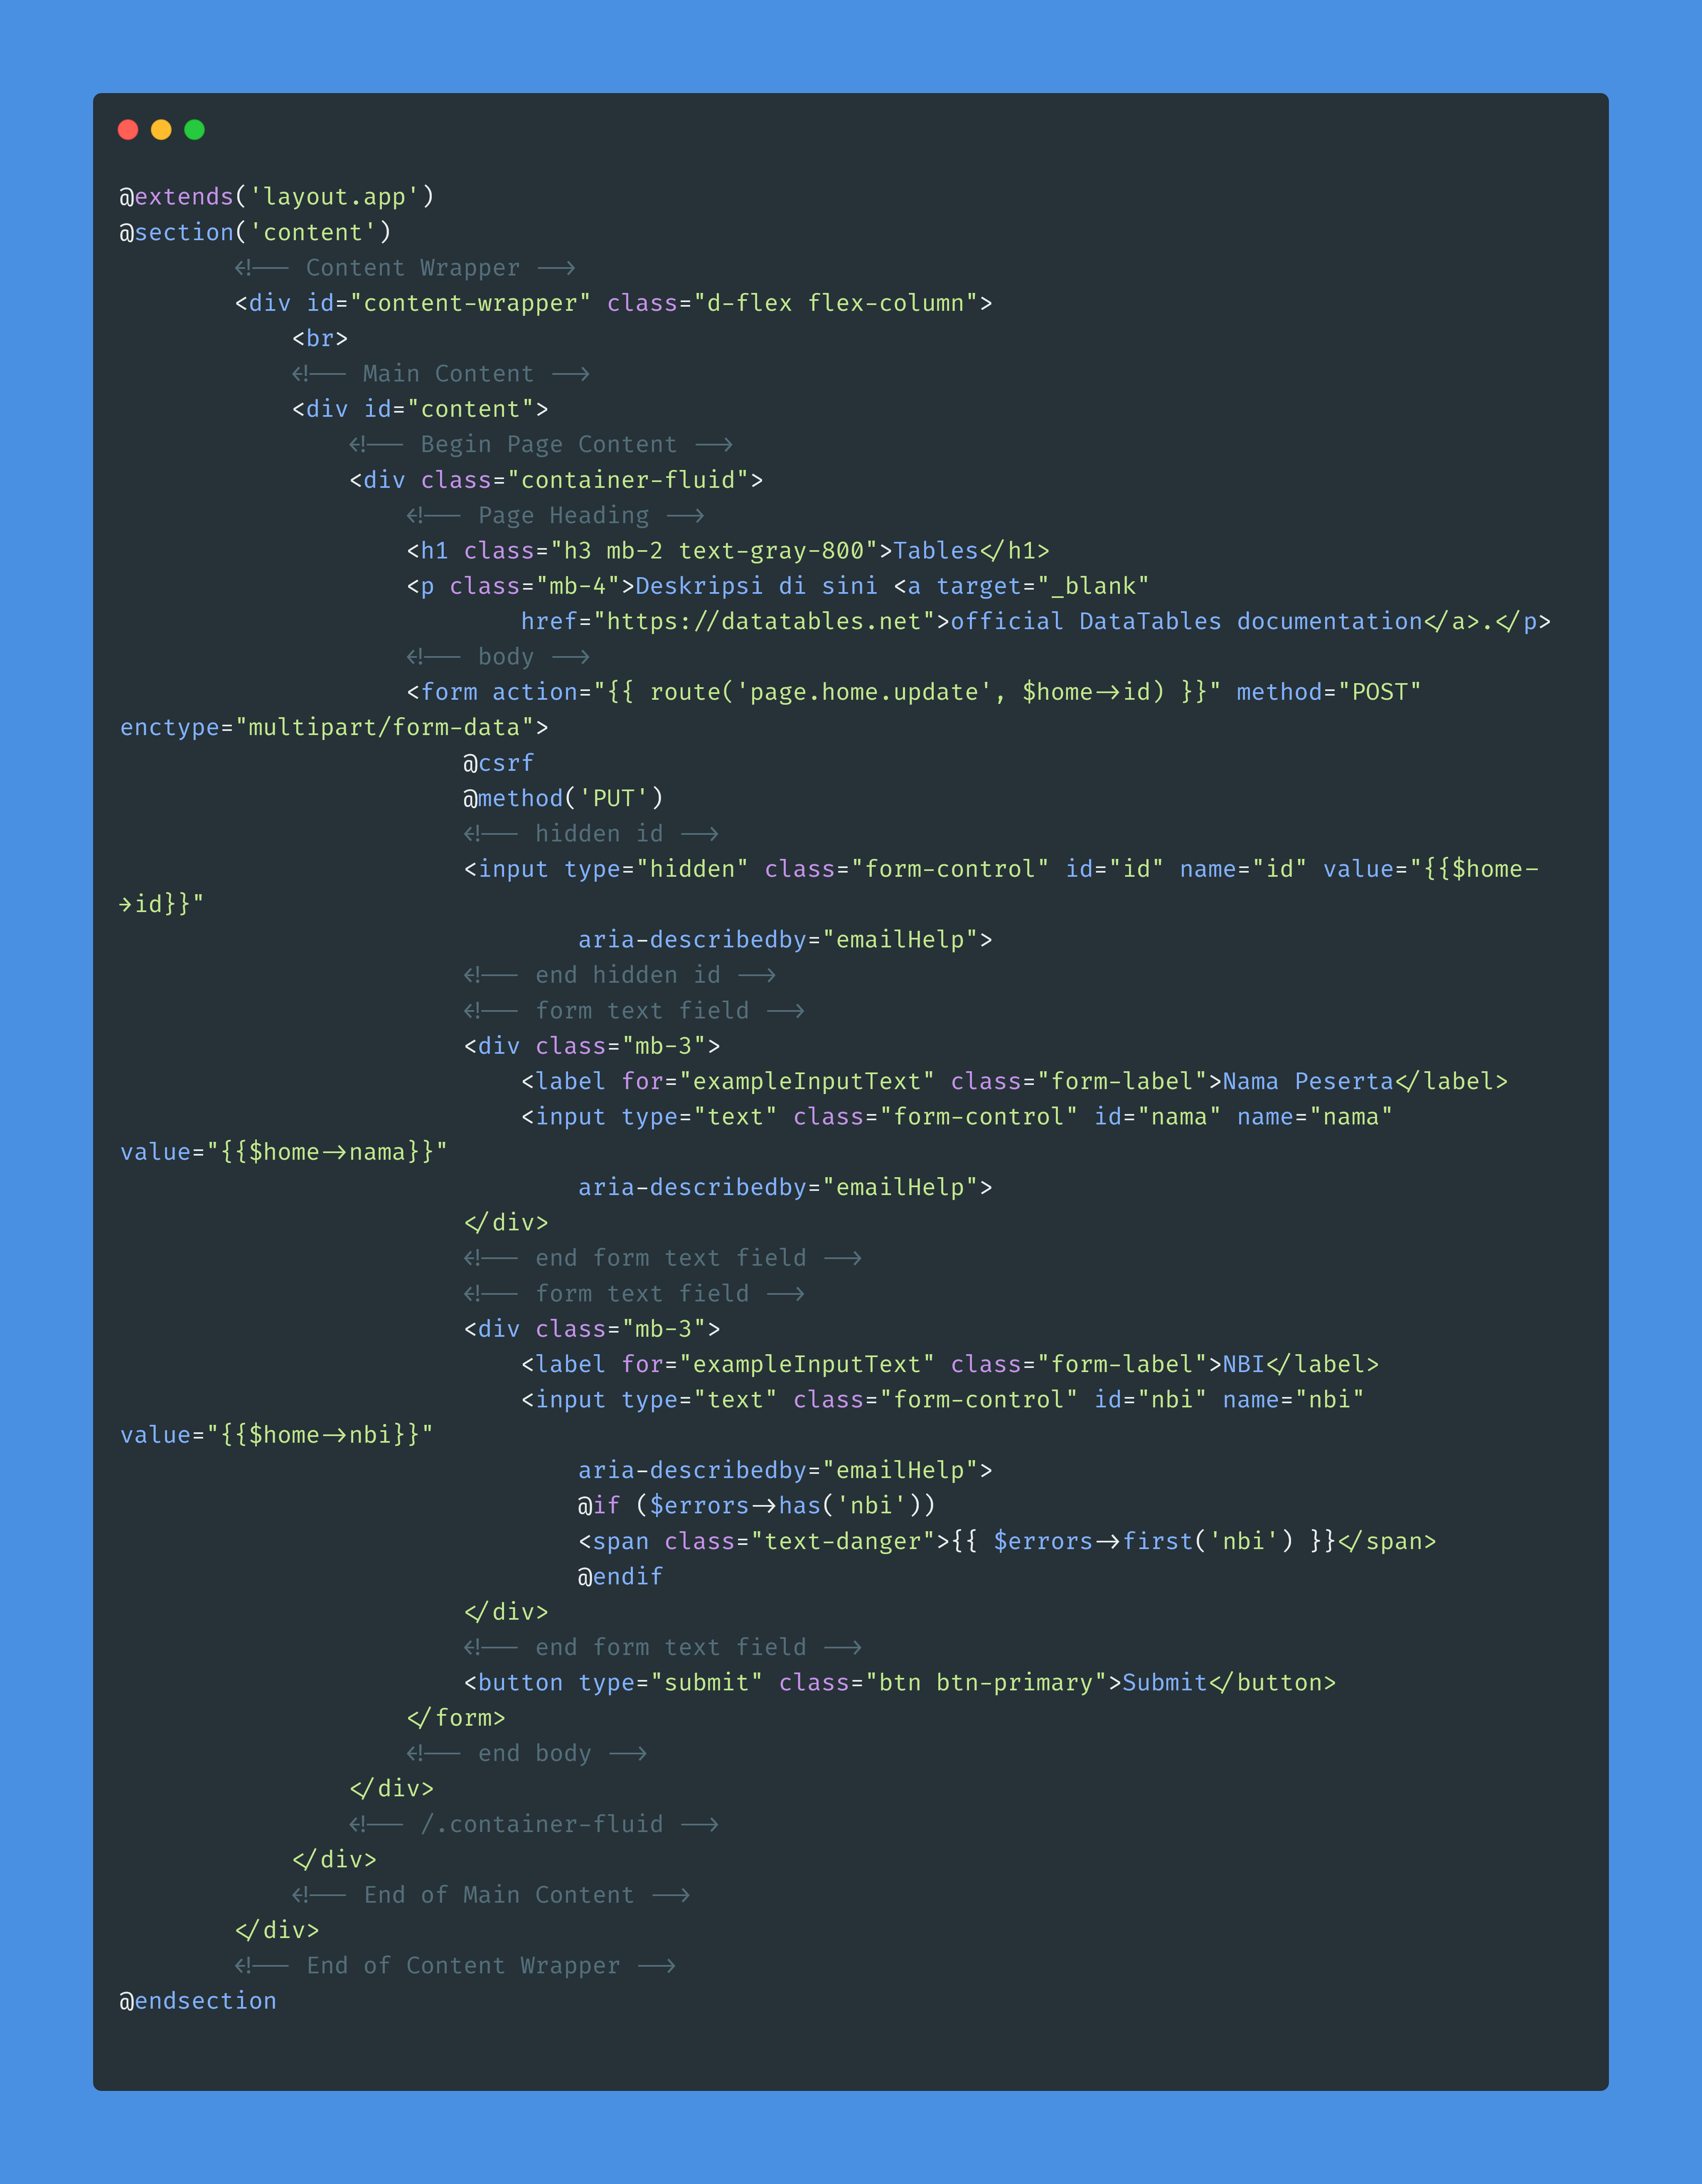 @extends('layout.app')
@section('content')
        <!-- Content Wrapper -->
        <div id="content-wrapper" class="d-flex flex-column">
            <br>
            <!-- Main Content -->
            <div id="content">
                <!-- Begin Page Content -->
                <div class="container-fluid">
                    <!-- Page Heading -->
                    <h1 class="h3 mb-2 text-gray-800">Tables</h1>
                    <p class="mb-4">Deskripsi di sini <a target="_blank"
                            href="https://datatables.net">official DataTables documentation</a>.</p>
                    <!-- body -->
                    <form action="{{ route('page.home.update', $home->id) }}" method="POST"
enctype="multipart/form-data">
                        @csrf
                        @method('PUT')
                        <!-- hidden id -->
                        <input type="hidden" class="form-control" id="id" name="id" value="{{$home-
>id}}"
                                aria-describedby="emailHelp">
                        <!-- end hidden id -->
                        <!-- form text field -->
                        <div class="mb-3">
                            <label for="exampleInputText" class="form-label">Nama Peserta</label>
                            <input type="text" class="form-control" id="nama" name="nama"
value="{{$home->nama}}"
                                aria-describedby="emailHelp">
                        </div>
                        <!-- end form text field -->
                        <!-- form text field -->
                        <div class="mb-3">
                            <label for="exampleInputText" class="form-label">NBI</label>
                            <input type="text" class="form-control" id="nbi" name="nbi"
value="{{$home->nbi}}"
                                aria-describedby="emailHelp">
                                @if ($errors->has('nbi'))
                                <span class="text-danger">{{ $errors->first('nbi') }}</span>
                                @endif
                        </div>
                        <!-- end form text field -->
                        <button type="submit" class="btn btn-primary">Submit</button>
                    </form>
                    <!-- end body -->
                </div>
                <!-- /.container-fluid -->
            </div>
            <!-- End of Main Content -->
        </div>
        <!-- End of Content Wrapper -->
@endsection